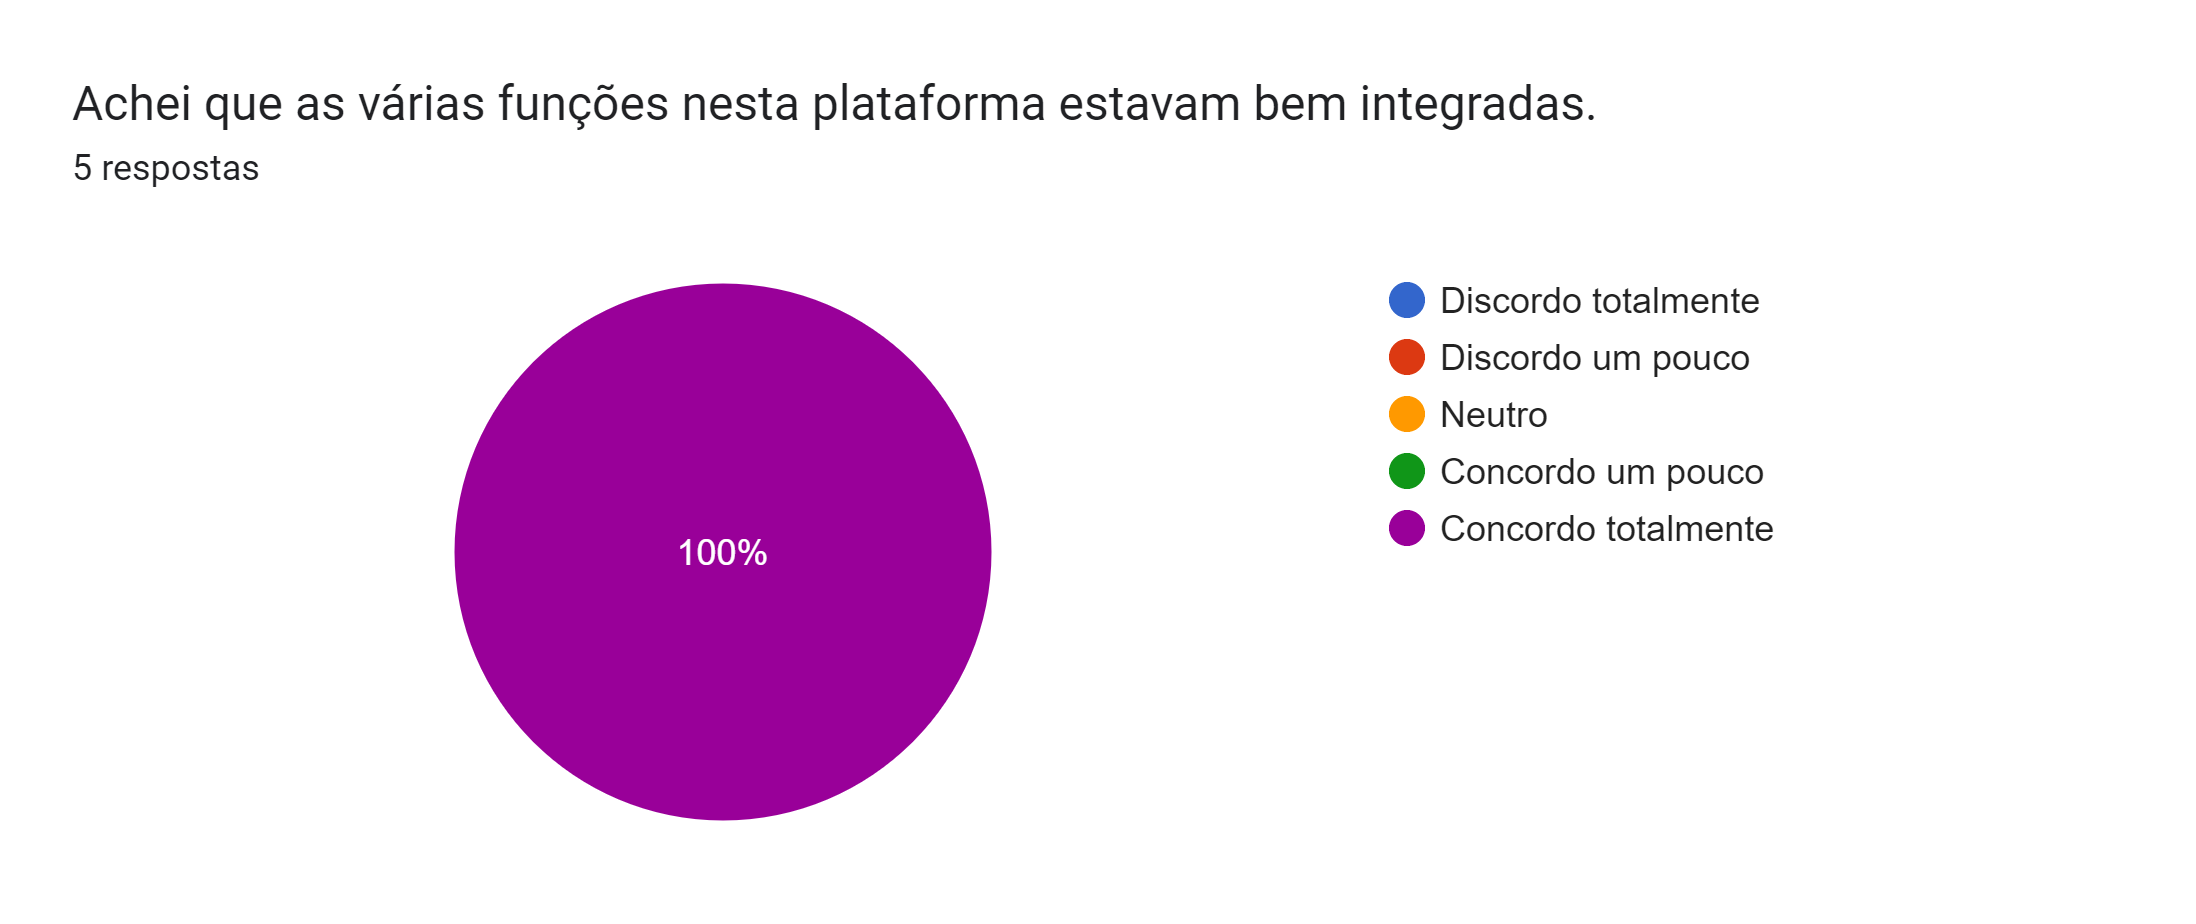 Achei que as várias funções nesta plataforma estavam bem integradas.
5 respostas
100%
Discordo totalmente
Discordo um pouco
Neutro
Concordo um pouco
Concordo totalmente